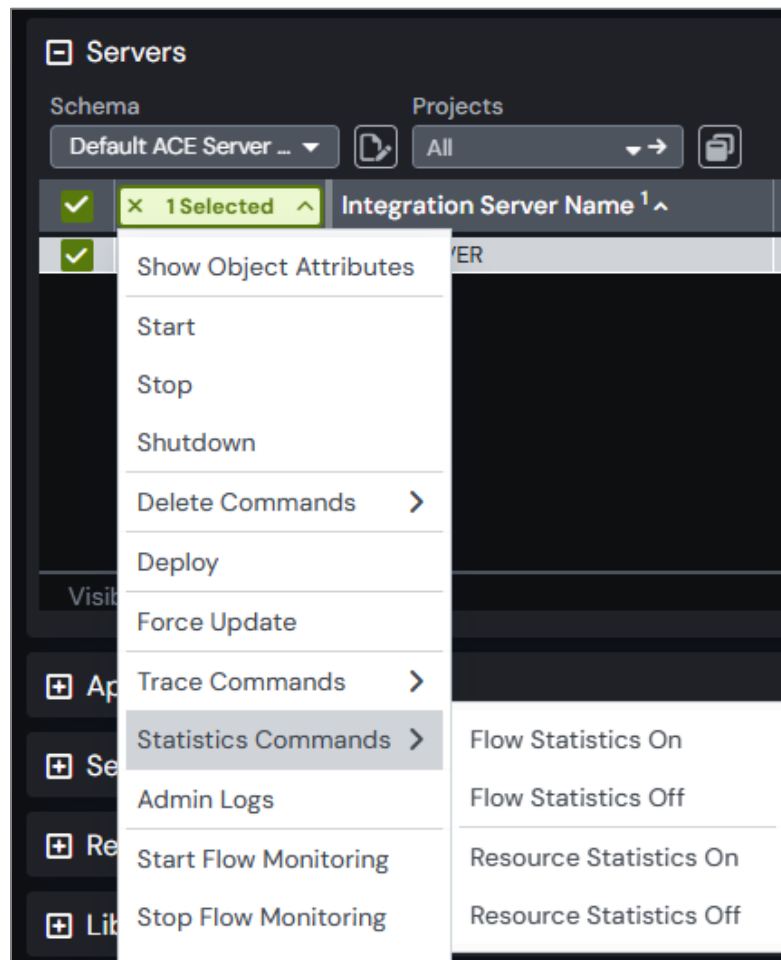 Servers
Schema Projects
Default ACE Server ... All
1 Selected Integration Server Name 1
Show Object Attributes
Start
Stop
Shutdown
Delete Commands
Deploy
Force Update
Trace Commands
Statistics Commands Flow Statistics On
Flow Statistics Off
Admin Logs
Resource Statistics On
Start Flow Monitoring
Resource Statistics Off
Stop Flow Monitoring